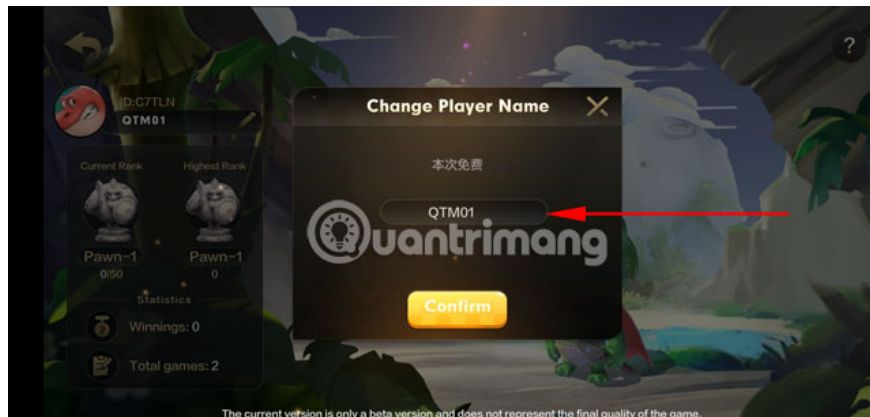 ?
ID:C7TLN
QTM01
Current Rank
Highest Rank
Pawn-1
Pawn-1
0/50
0
Statistics
Winnings: 0
Total games: 2
Change Player Name
本次免费
QTM01
Quantrimang
Confirm
The current version is only a beta version and does not represent the final quality of the game.